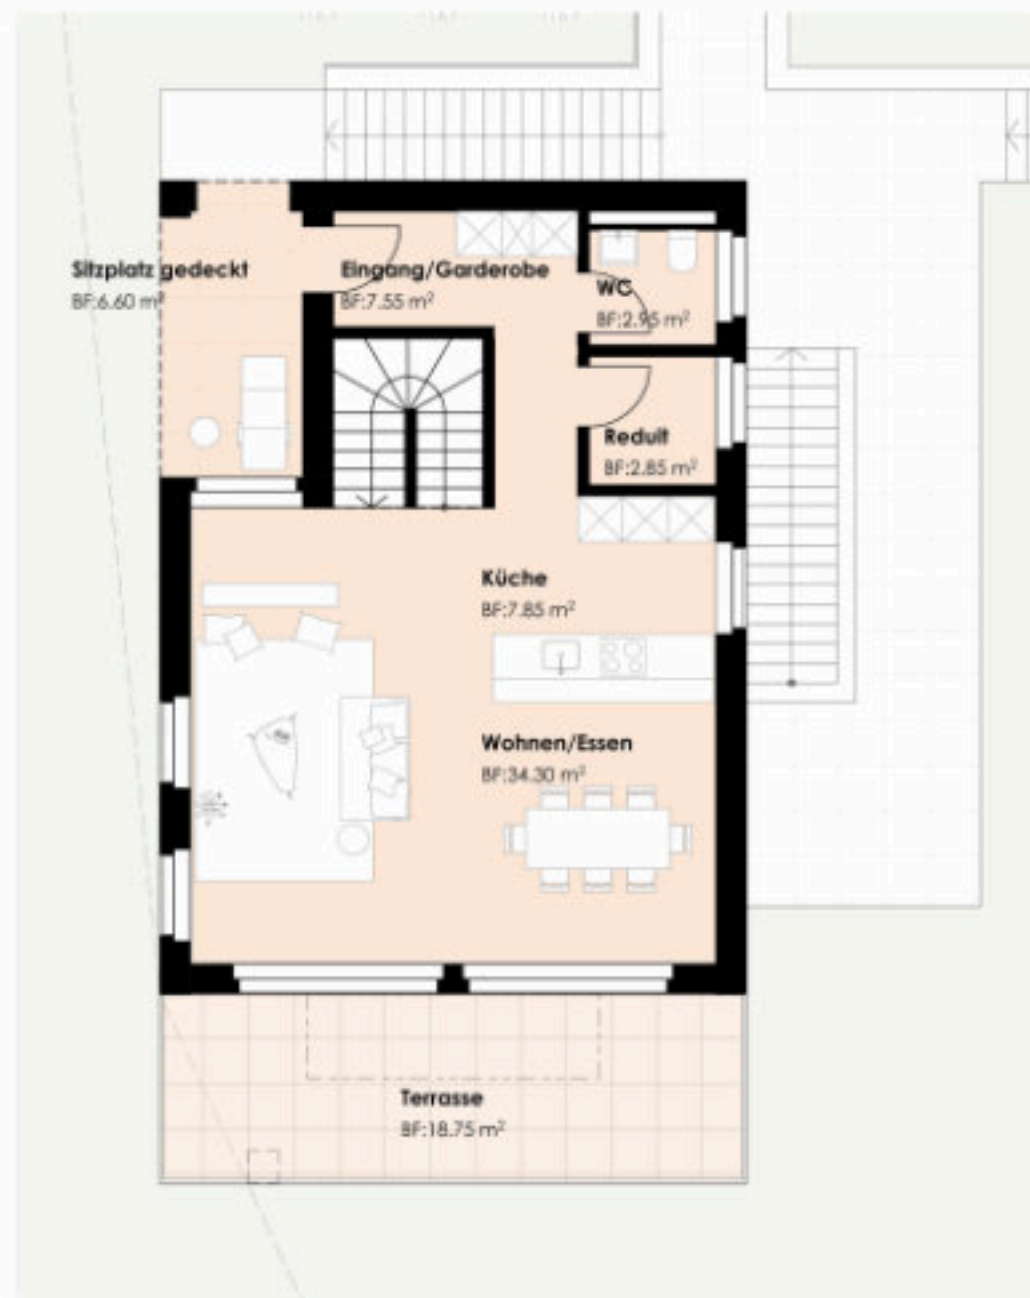 Sitzplatz gedeckt
BF:6.60 m²
Eingang/Garderobe
BF:7.55 m²
WC
BF:2.95 m²
Reduit
BF:2.85 m²
Küche
BF:7.85 m²
Wohnen/Essen
BF:34.30 m²
Terrasse
BF:18.75 m²